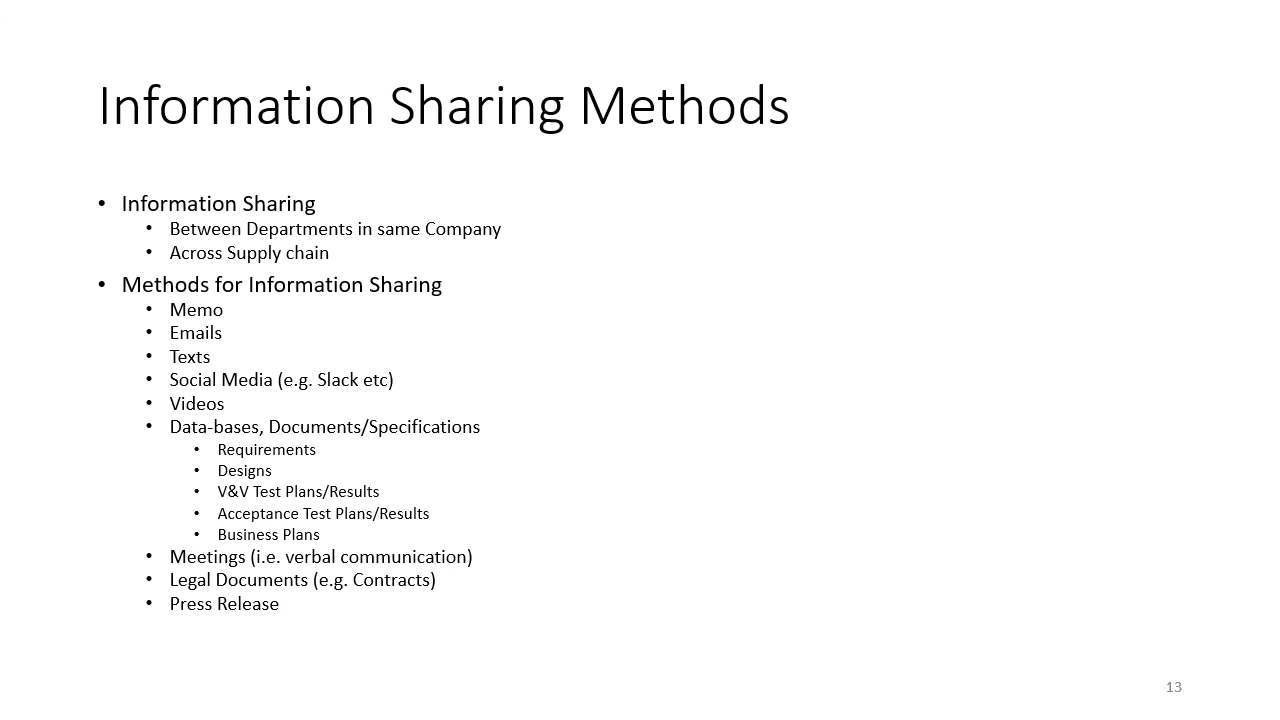 Information Sharing Methods
• Information Sharing
• Between Departments in same Company
• Across Supply chain
• Methods for Information Sharing
• Memo
• Emails
• Texts
• Social Media (e.g. Slack etc)
• Videos
• Data-bases, Documents/Specifications
• Requirements
• Designs
• V&V Test Plans/Results
• Acceptance Test Plans/Results
• Business Plans
• Meetings (i.e. verbal communication)
• Legal Documents (e.g. Contracts)
• Press Release
13